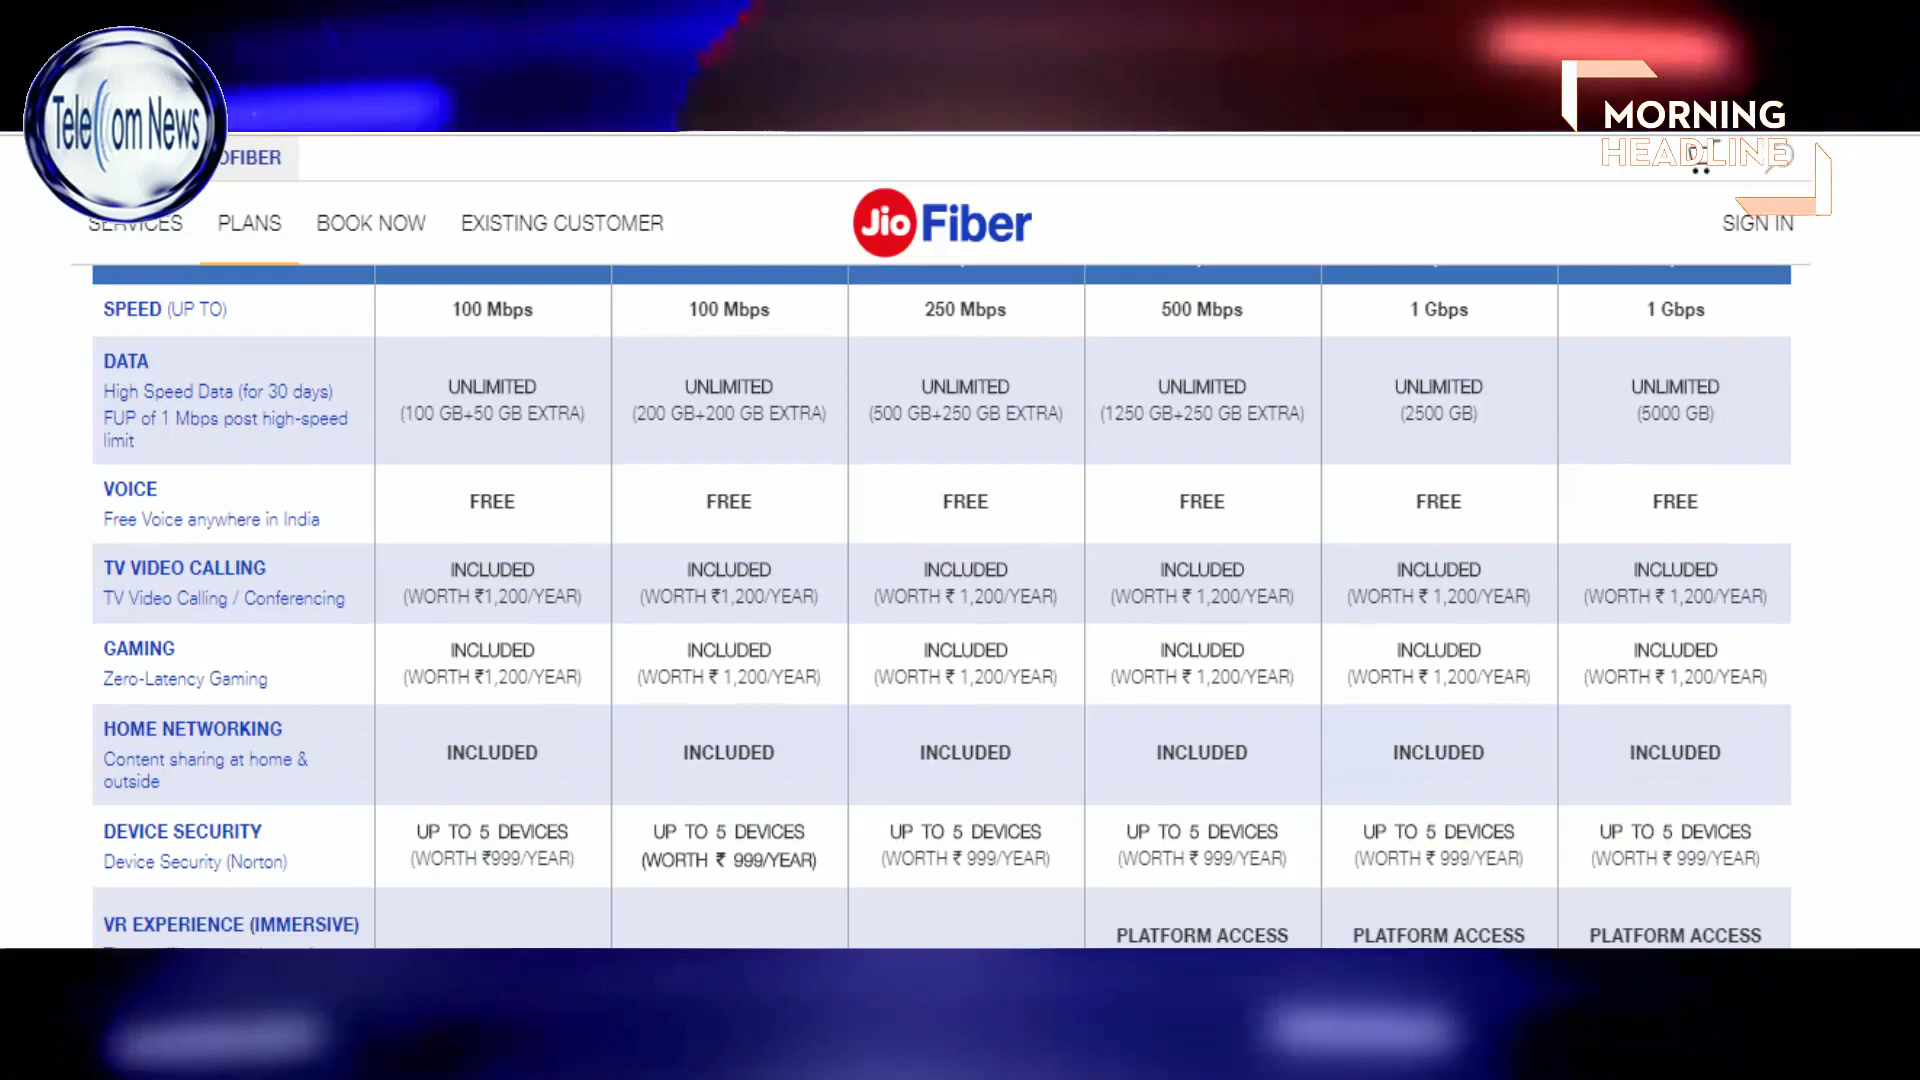 TeleCom News
MORNING
HEADLINE
OFIBER
SERVICES PLANS BOOK NOW EXISTING CUSTOMER Jio Fiber SIGN IN
SPEED (UP TO) 100 Mbps 100 Mbps 250 Mbps 500 Mbps 1 Gbps 1 Gbps
DATA
High Speed Data (for 30 days) UNLIMITED UNLIMITED UNLIMITED UNLIMITED UNLIMITED UNLIMITED
FUP of 1 Mbps post high-speed (100 GB+50 GB EXTRA) (200 GB+200 GB EXTRA) (500 GB+250 GB EXTRA) (1250 GB+250 GB EXTRA) (2500 GB) (5000 GB)
limit
VOICE
FREE FREE FREE FREE FREE FREE
Free Voice anywhere in India
TV VIDEO CALLING INCLUDED INCLUDED INCLUDED INCLUDED INCLUDED INCLUDED
TV Video Calling / Conferencing (WORTH ₹1,200/YEAR) (WORTH ₹1,200/YEAR) (WORTH ₹ 1,200/YEAR) (WORTH ₹ 1,200/YEAR) (WORTH ₹ 1,200/YEAR) (WORTH ₹ 1,200/YEAR)
GAMING INCLUDED INCLUDED INCLUDED INCLUDED INCLUDED INCLUDED
Zero-Latency Gaming (WORTH ₹1,200/YEAR) (WORTH ₹ 1,200/YEAR) (WORTH ₹ 1,200/YEAR) (WORTH ₹ 1,200/YEAR) (WORTH ₹ 1,200/YEAR) (WORTH ₹ 1,200/YEAR)
HOME NETWORKING
Content sharing at home & INCLUDED INCLUDED INCLUDED INCLUDED INCLUDED INCLUDED
outside
DEVICE SECURITY UP TO 5 DEVICES UP TO 5 DEVICES UP TO 5 DEVICES UP TO 5 DEVICES UP TO 5 DEVICES UP TO 5 DEVICES
Device Security (Norton) (WORTH ₹999/YEAR) (WORTH ₹ 999/YEAR) (WORTH ₹ 999/YEAR) (WORTH ₹ 999/YEAR) (WORTH ₹ 999/YEAR) (WORTH ₹ 999/YEAR)
VR EXPERIENCE (IMMERSIVE) PLATFORM ACCESS PLATFORM ACCESS PLATFORM ACCESS